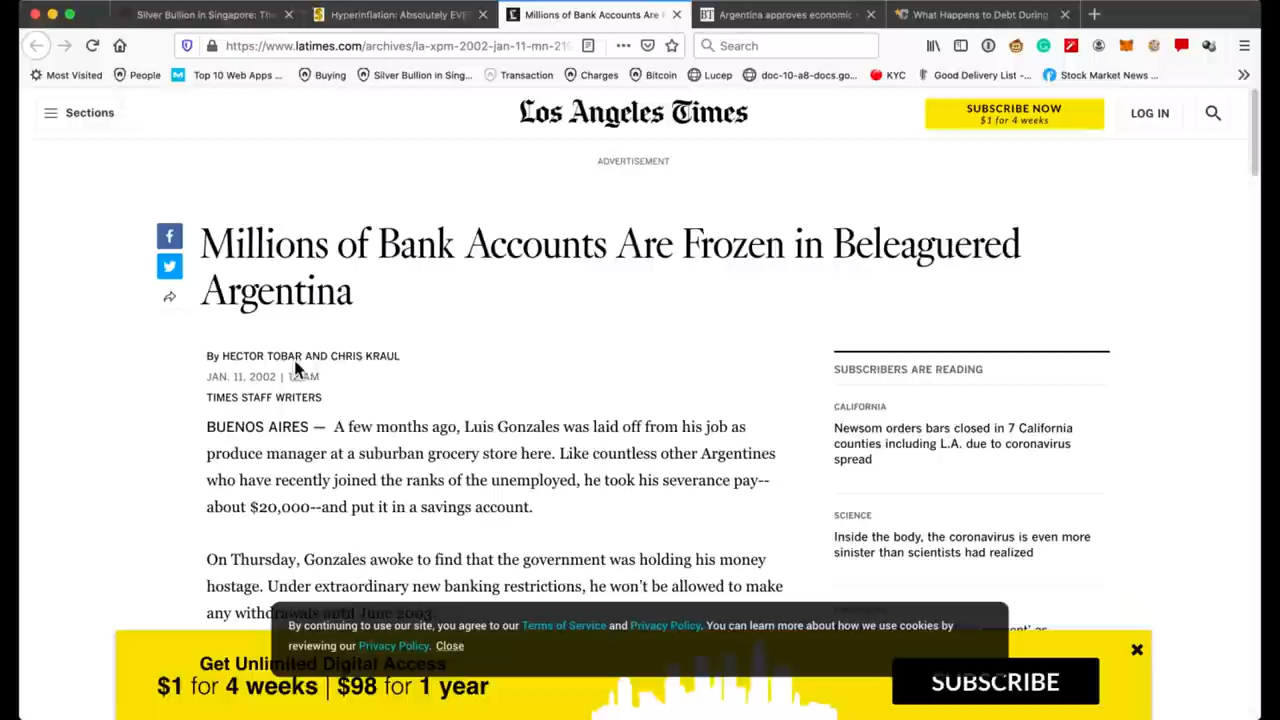 Silver Bullion in Singapore: The
Hyperinflation: Absolutely
Millions of Bank Accounts Are
Argentina approves economic
What Happens to Debt During
https://www.latimes.com/archives/la-xpm-2002-jan-11-mn-219
Search
Most Visited
People
Top 10 Web Apps ...
Buying
Silver Bullion in Sing...
Transaction
Charges
Bitcoin
Lucep
doc-10-a8-docs.go...
KYC
Good Delivery List -...
Stock Market News ...
Sections
Los Angeles Times
SUBSCRIBE NOW
$1 for 4 weeks
LOG IN
ADVERTISEMENT
Millions of Bank Accounts Are Frozen in Beleaguered
Argentina
By HECTOR TOBAR AND CHRIS KRAUL
JAN. 11, 2002 | AM
TIMES STAFF WRITERS
BUENOS AIRES — A few months ago, Luis Gonzales was laid off from his job as
produce manager at a suburban grocery store here. Like countless other Argentines
who have recently joined the ranks of the unemployed, he took his severance pay--
about $20,000--and put it in a savings account.
On Thursday, Gonzales awoke to find that the government was holding his money
hostage. Under extraordinary new banking restrictions, he won't be allowed to make
any withdrawals until June 2003.
SUBSCRIBERS ARE READING
CALIFORNIA
Newsom orders bars closed in 7 California
counties including L.A. due to coronavirus
spread
SCIENCE
Inside the body, the coronavirus is even more
sinister than scientists had realized
By continuing to use our site, you agree to our Terms of Service and Privacy Policy. You can learn more about how we use cookies by
reviewing our Privacy Policy. Close
Get Unlimited Digital Access
$1 for 4 weeks | $98 for 1 year
SUBSCRIBE